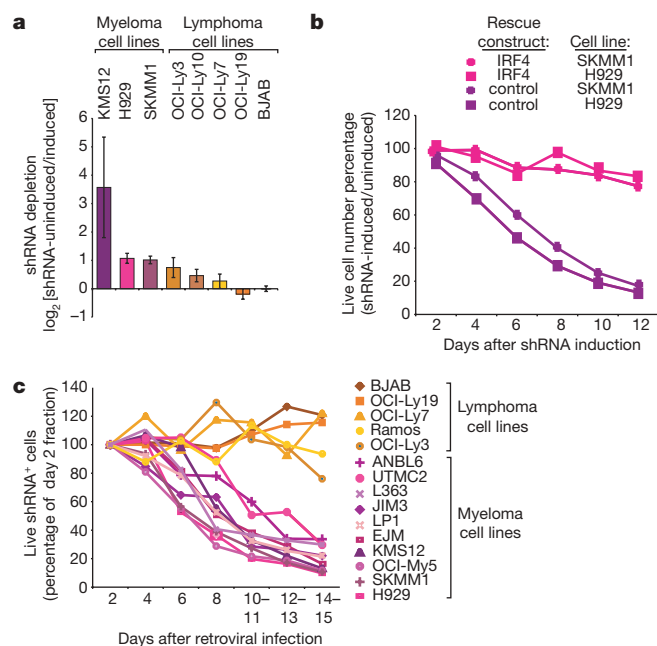 a
Myeloma
cell lines
Lymphoma
cell lines
KMS12
H929
SKMM1
OCI-Ly3
OCI-Ly10
OCI-Ly7
OCI-Ly19
BJAB
shRNA depletion
log2 [shRNA-uninduced/induced]
6
5
4
3
2
1
0
–1
b
Rescue
construct:
Cell line:
IRF4 SKMM1
IRF4 H929
control SKMM1
control H929
Live cell number percentage
(shRNA-induced/uninduced)
120
100
80
60
40
20
0
2 4 6 8 10 12
Days after shRNA induction
c
Live shRNA+ cells
(percentage of day 2 fraction)
140
120
100
80
60
40
20
0
2 4 6 8 10–11 12–13 14–15
Days after retroviral infection
BJAB
OCI-Ly19
OCI-Ly7
Ramos
OCI-Ly3
Lymphoma
cell lines
ANBL6
UTMC2
L363
JIM3
LP1
EJM
KMS12
OCI-My5
SKMM1
H929
Myeloma
cell lines